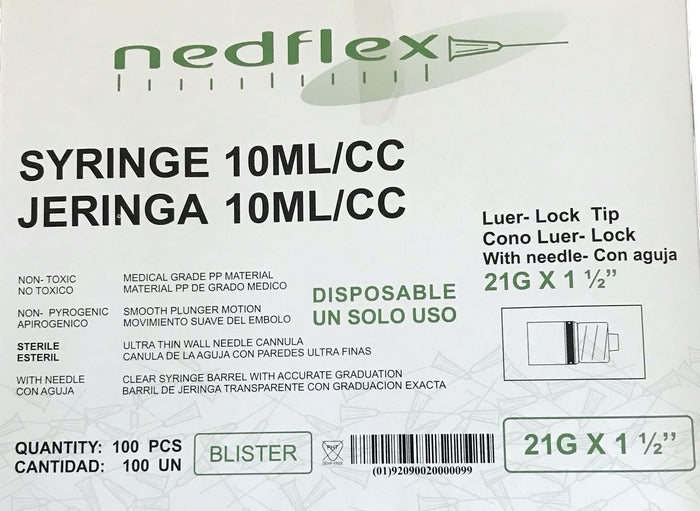 nedflex
SYRINGE 10ML/CC
JERINGA 10ML/CC
Luer- Lock Tip
Cono Luer- Lock
With needle- Con aguja
21G X 1 ½”
NON- TOXIC MEDICAL GRADE PP MATERIAL
NO TOXICO MATERIAL PP DE GRADO MEDICO
DISPOSABLE
UN SOLO USO
NON- PYROGENIC SMOOTH PLUNGER MOTION
APIROGENICO MOVIMIENTO SUAVE DEL EMBOLO
STERILE ULTRA THIN WALL NEEDLE CANNULA
ESTERIL CANULA DE LA AGUJA CON PAREDES ULTRA FINAS
WITH NEEDLE CLEAR SYRINGE BARREL WITH ACCURATE GRADUATION
CON AGUJA BARRIL DE JERINGA TRANSPARENTE CON GRADUACION EXACTA
QUANTITY: 100 PCS
CANTIDAD: 100 UN
BLISTER
DEHP FREE
(01)92090020000099
21G X 1 ½”